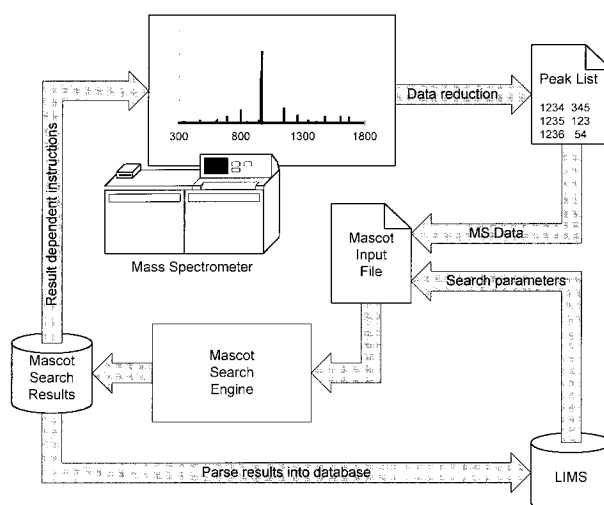 300 800 1300 1800
Data reduction
Peak List
1234 345
1235 123
1236 54
Result dependent instructions
Mass Spectrometer
MS Data
Mascot
Input
File
Search parameters
Mascot
Search
Results
Mascot
Search
Engine
Parse results into database
LIMS